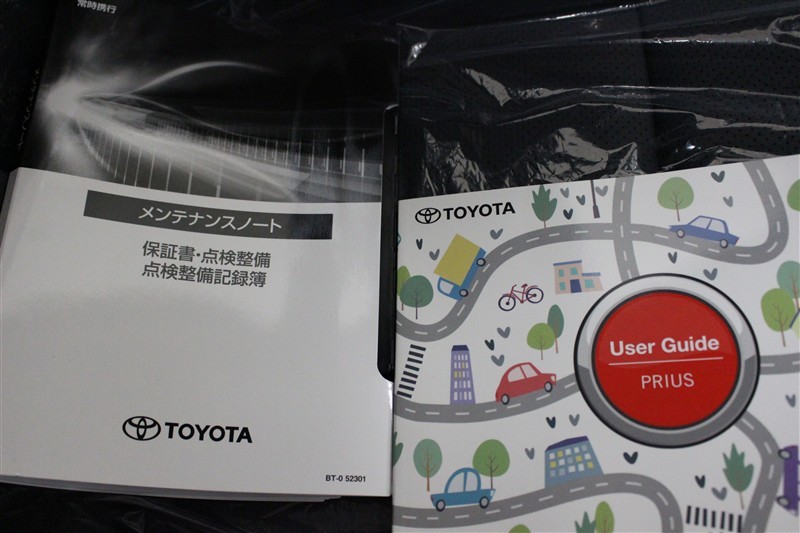 常時携行
メンテナンスノート
保証書・点検整備
点検整備記録簿
TOYOTA
BT-0 52301
TOYOTA
User Guide
PRIUS